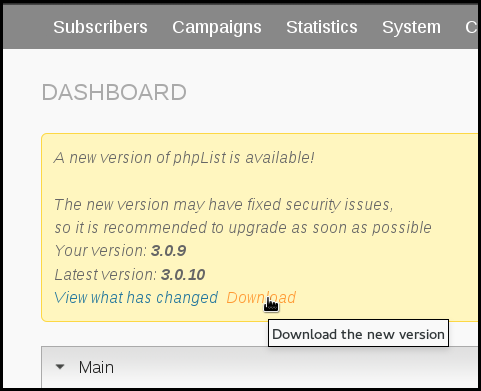 Subscribers Campaigns Statistics System C
DASHBOARD
A new version of phpList is available!
The new version may have fixed security issues,
so it is recommended to upgrade as soon as possible
Your version: 3.0.9
Latest version: 3.0.10
View what has changed Download
Download the new version
Main